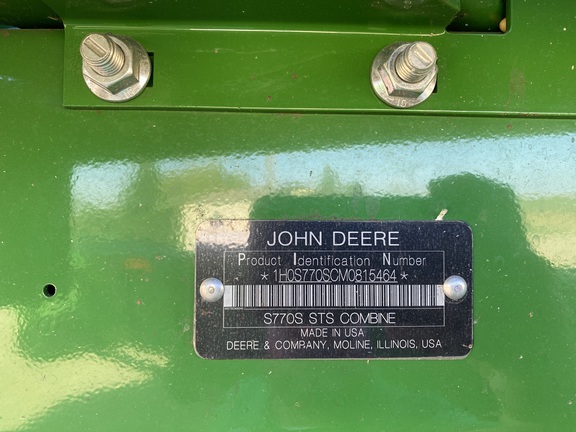 JOHN DEERE
Product Identification Number
*1H0S770SCM0815464*
S770S STS COMBINE
MADE IN USA
DEERE & COMPANY, MOLINE, ILLINOIS, USA